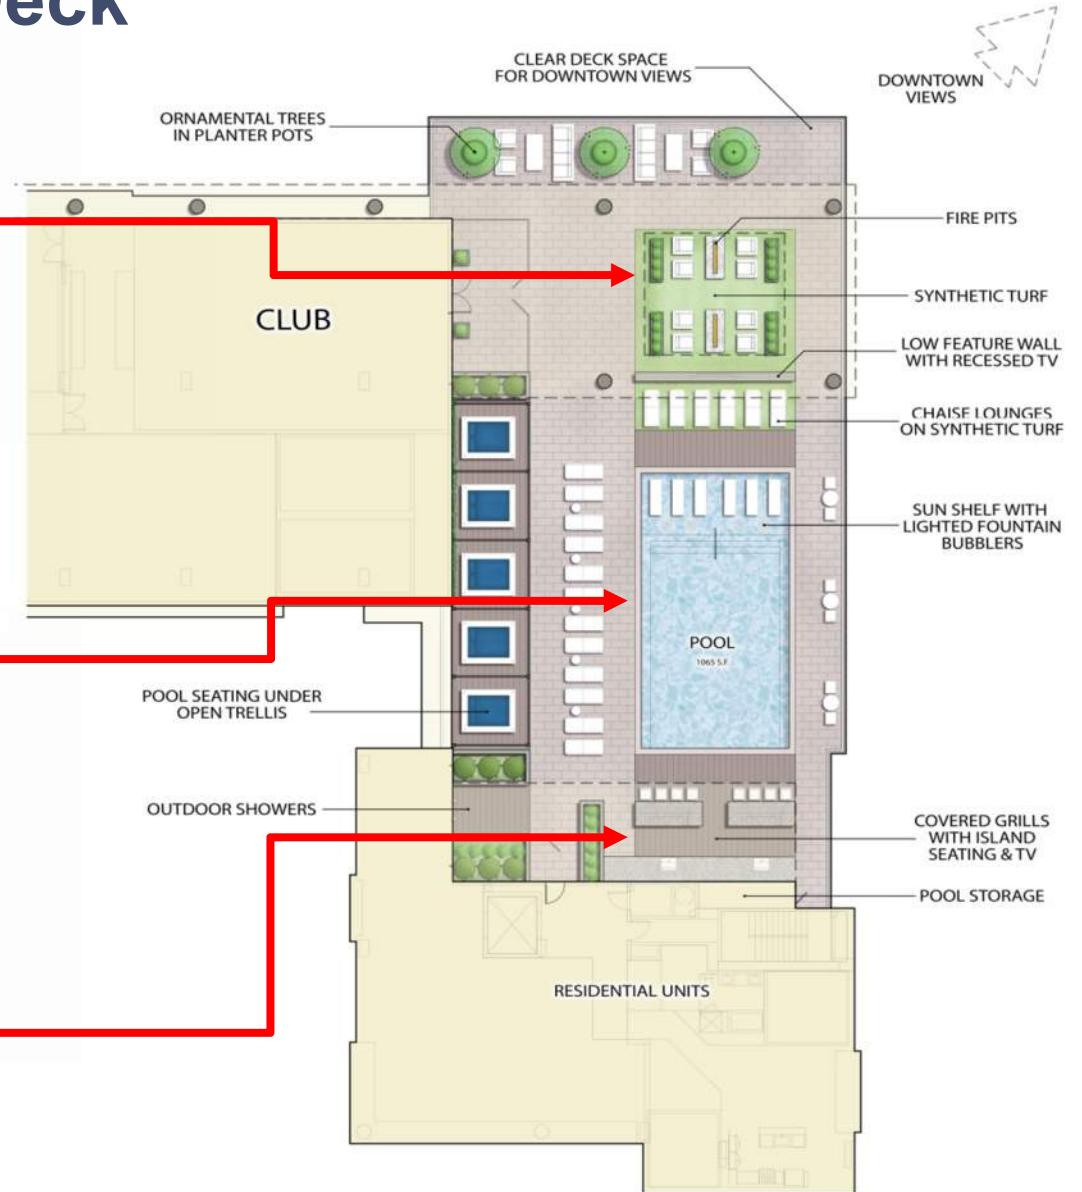 Deck
CLEAR DECK SPACE
FOR DOWNTOWN VIEWS
DOWNTOWN
VIEWS
ORNAMENTAL TREES
IN PLANTER POTS
FIRE PITS
SYNTHETIC TURF
CLUB
LOW FEATURE WALL
WITH RECESSED TV
CHAISE LOUNGES
ON SYNTHETIC TURF
SUN SHELF WITH
LIGHTED FOUNTAIN
BUBBLERS
POOL
1065 S.F.
POOL SEATING UNDER
OPEN TRELLIS
OUTDOOR SHOWERS
COVERED GRILLS
WITH ISLAND
SEATING & TV
POOL STORAGE
RESIDENTIAL UNITS